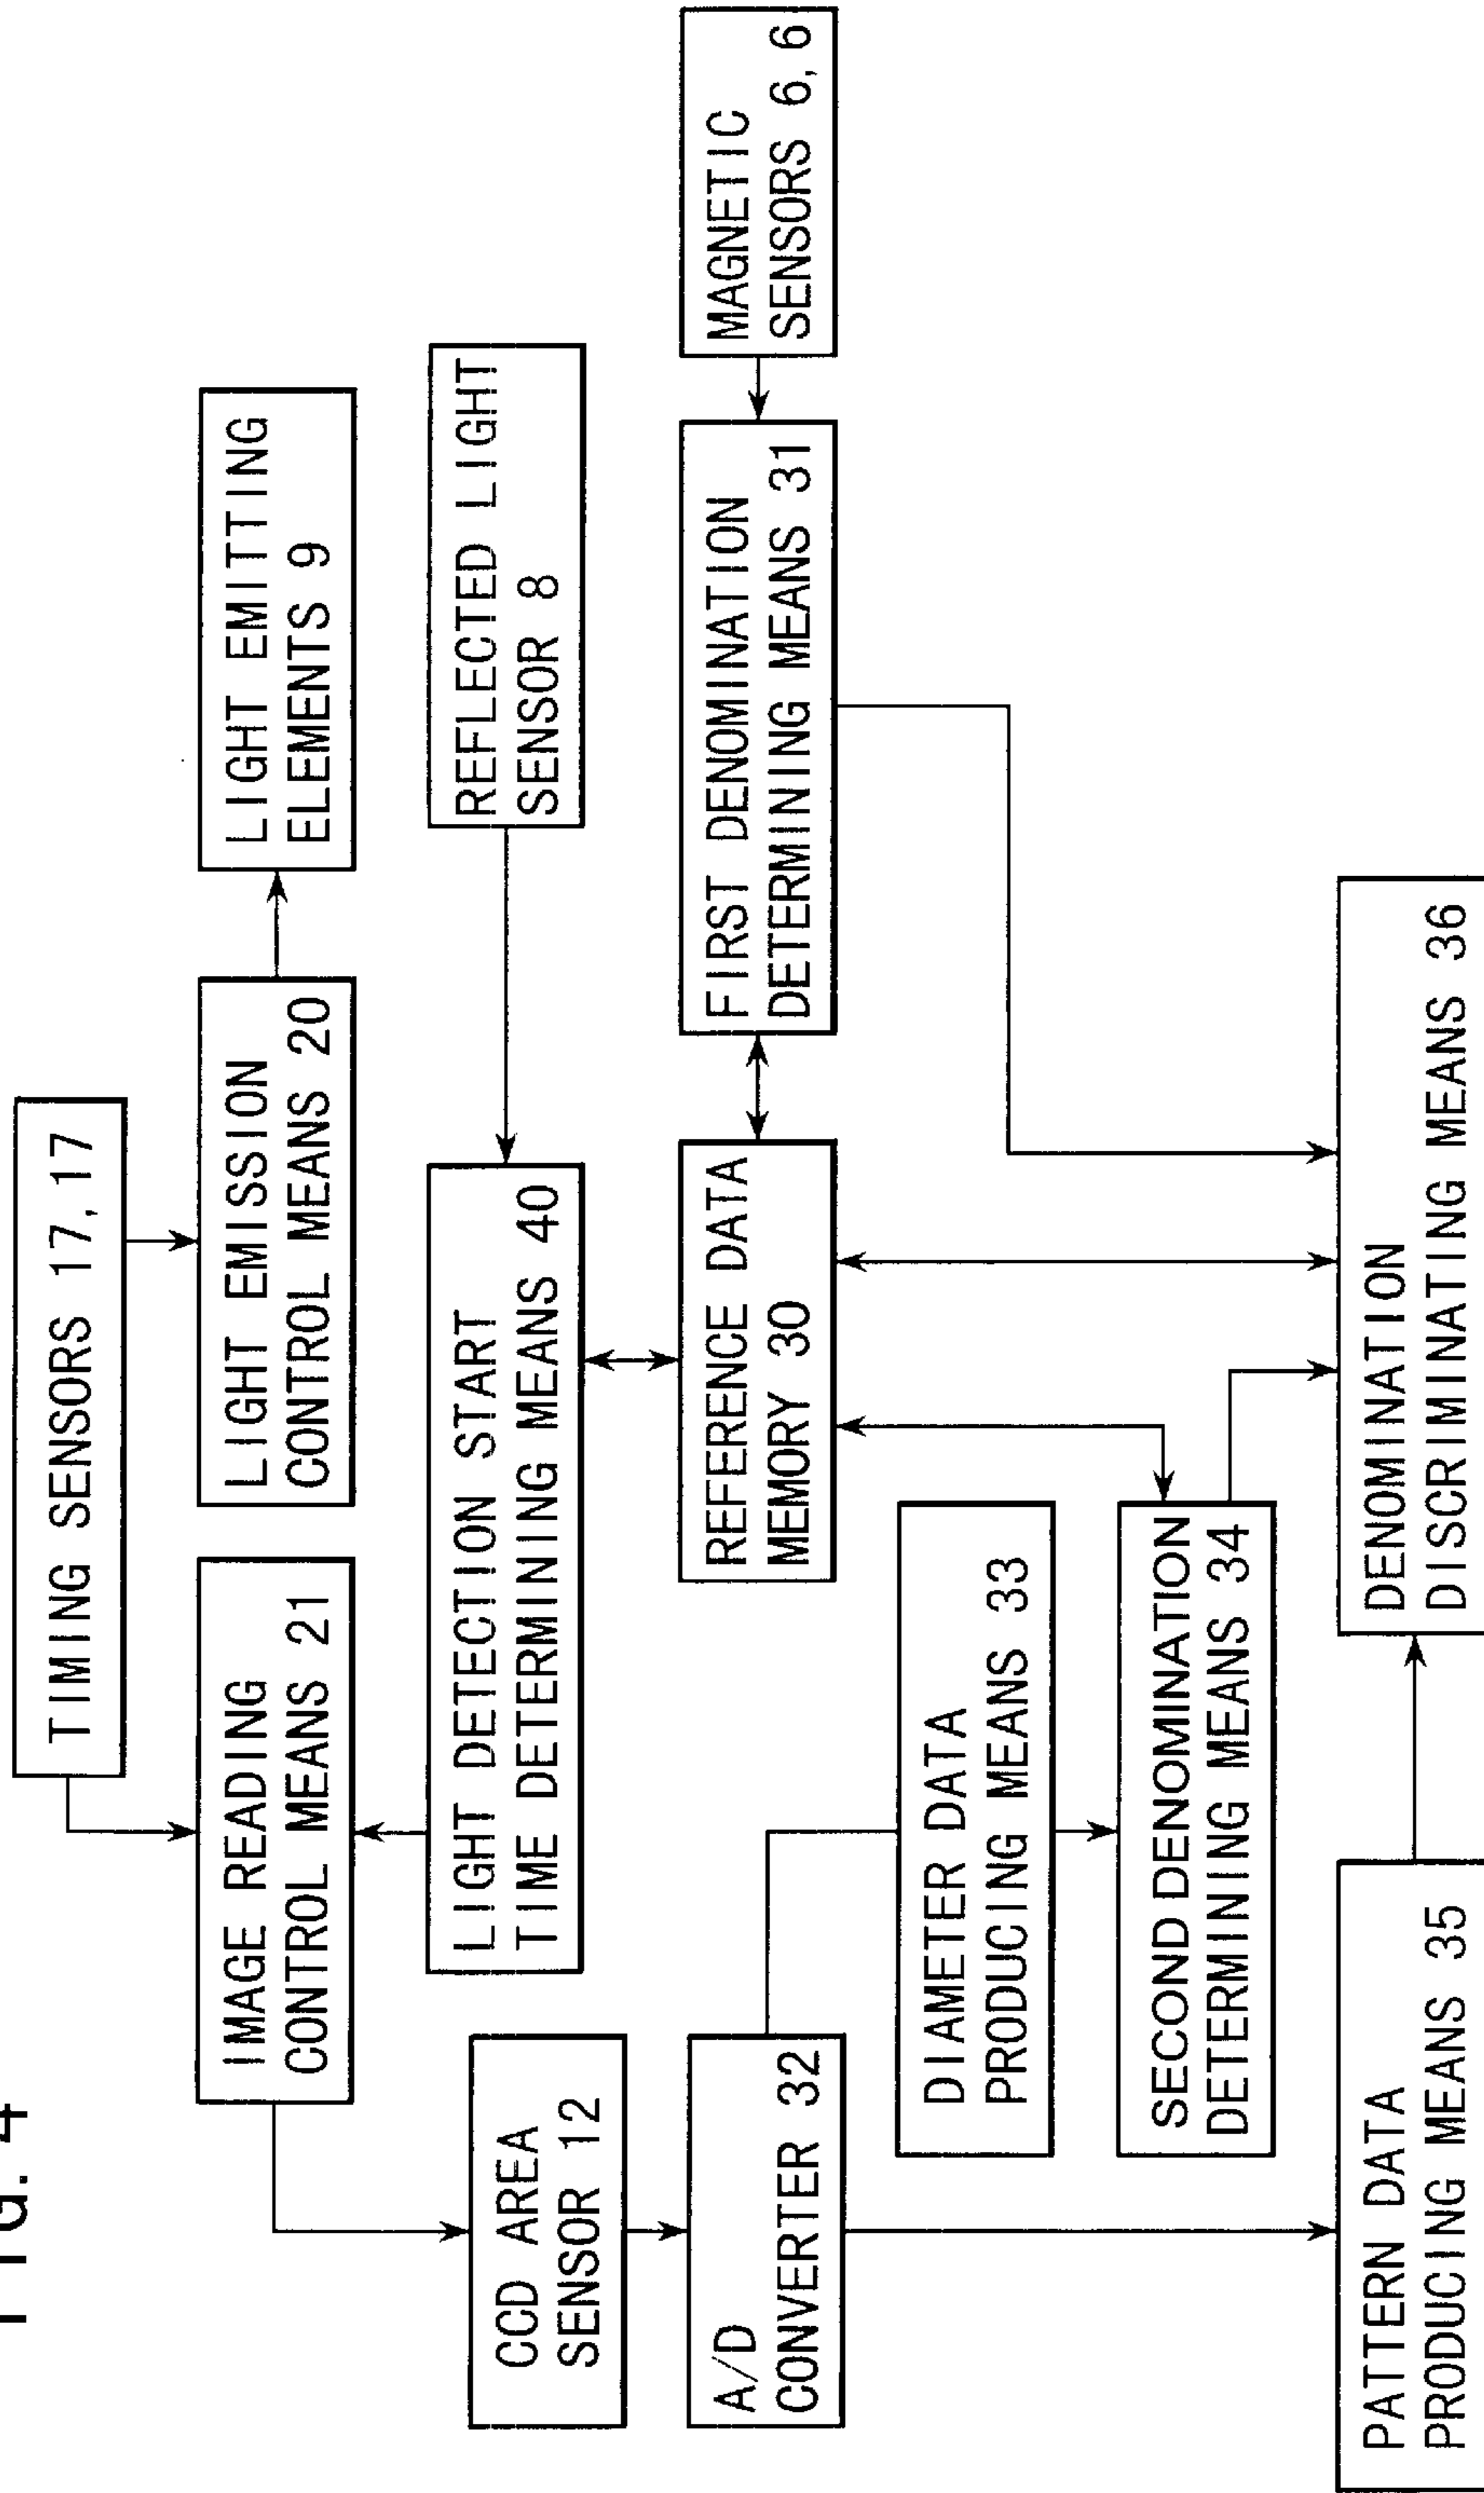 FIG. 4
TIMING SENSORS 17, 17
IMAGE READING
CONTROL MEANS 21
LIGHT EMISSION
CONTROL MEANS 20
LIGHT EMITTING
ELEMENTS 9
CCD AREA
SENSOR 12
LIGHT DETECTION START
TIME DETERMINING MEANS 40
REFLECTED LIGHT
SENSOR 8
A/D
CONVERTER 32
REFERENCE DATA
MEMORY 30
FIRST DENOMINATION
DETERMINING MEANS 31
MAGNETIC
SENSORS 6, 6
DIAMETER DATA
PRODUCING MEANS 33
SECOND DENOMINATION
DETERMINING MEANS 34
PATTERN DATA
PRODUCING MEANS 35
DENOMINATION
DISCRIMINATING MEANS 36